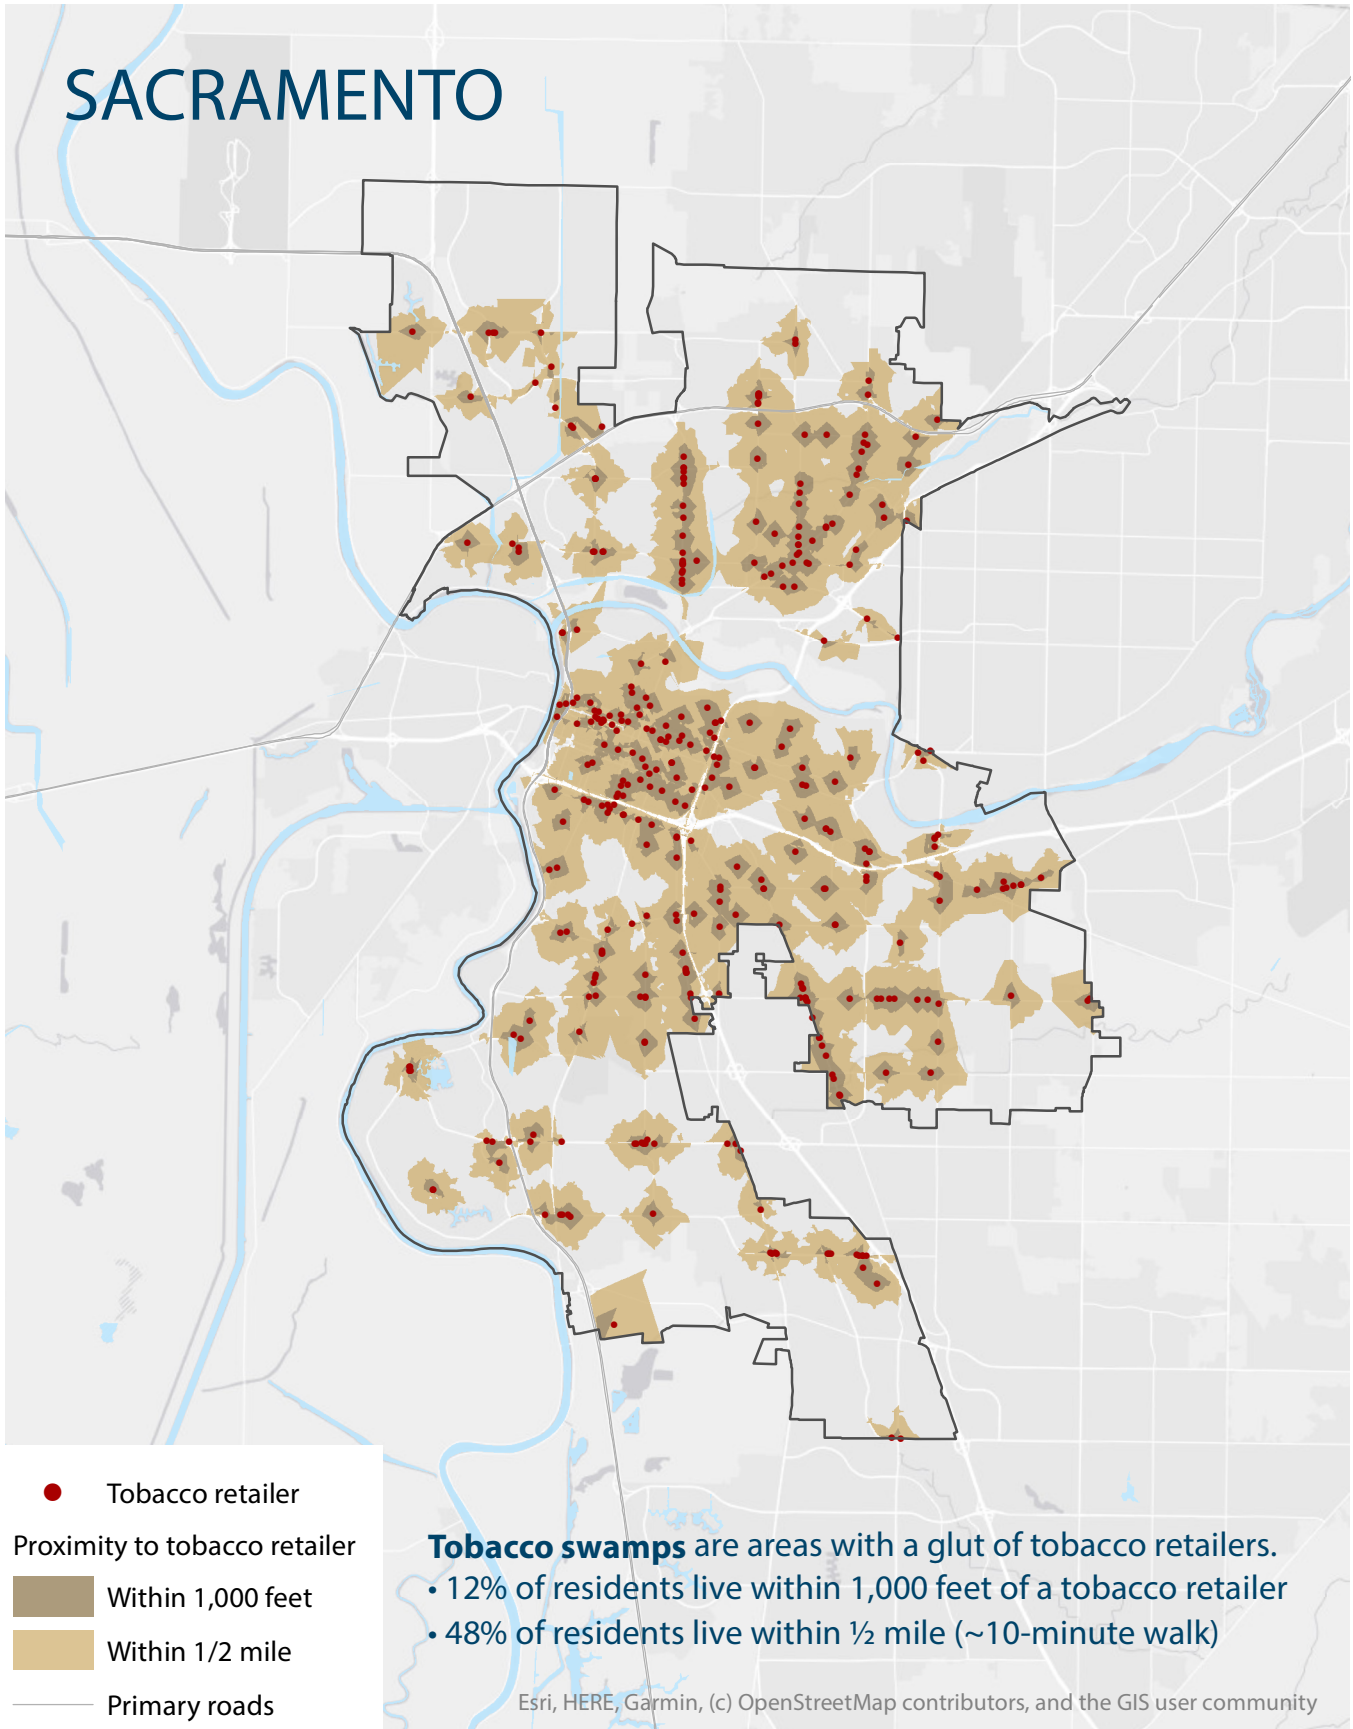 SACRAMENTO
Tobacco retailer
Proximity to tobacco retailer
Within 1,000 feet
Within 1/2 mile
Primary roads
Tobacco swamps are areas with a glut of tobacco retailers.
• 12% of residents live within 1,000 feet of a tobacco retailer
• 48% of residents live within ½ mile (~10-minute walk)
Esri, HERE, Garmin, (c) OpenStreetMap contributors, and the GIS user community